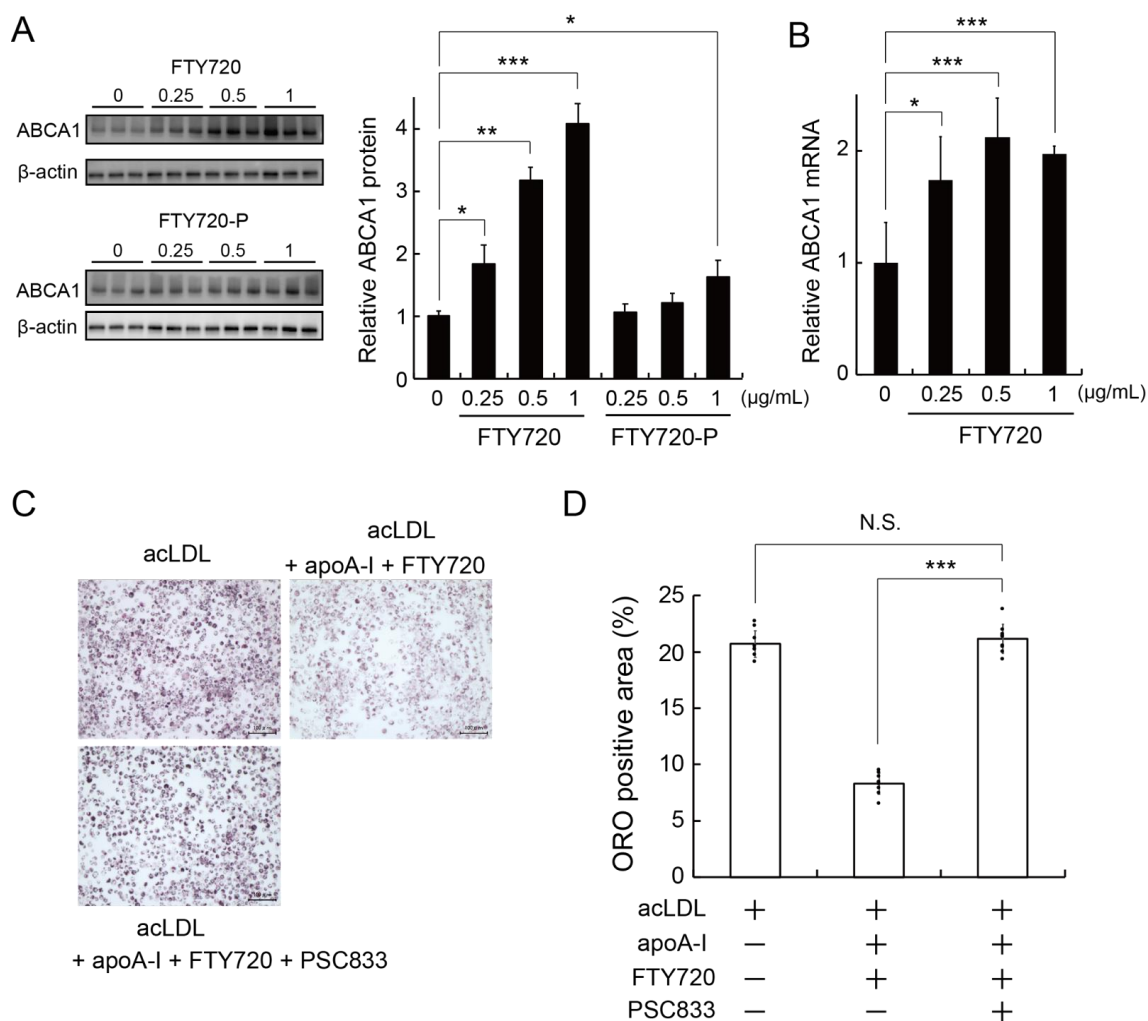 A
FTY720
0 0.25 0.5 1
ABCA1
β-actin
FTY720-P
0 0.25 0.5 1
ABCA1
β-actin
*
***
**
*
Relative ABCA1 protein
4
3
2
1
0
0 0.25 0.5 1 0.25 0.5 1 (µg/mL)
FTY720 FTY720-P
B
***
***
*
Relative ABCA1 mRNA
2
1
0 0.25 0.5 1 (µg/mL)
FTY720
C
acLDL
acLDL
+ apoA-I + FTY720
acLDL
+ apoA-I + FTY720 + PSC833
D
N.S.
***
ORO positive area (%)
25
20
15
10
5
0
acLDL + + +
apoA-I – + +
FTY720 – + +
PSC833 – – +